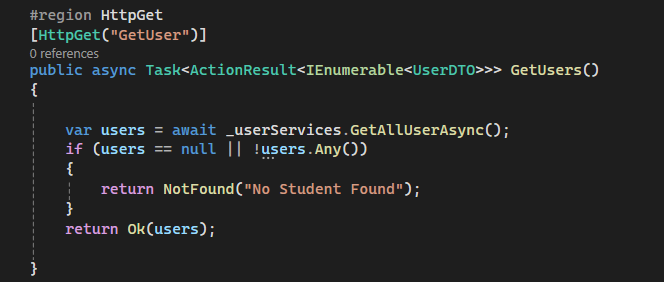 #region HttpGet
[HttpGet("GetUser")]
0 references
public async Task<ActionResult<IEnumerable<UserDTO>>> GetUsers()
{
var users = await _userServices.GetAllUserAsync();
if (users == null || !users.Any())
{
return NotFound("No Student Found");
}
return Ok(users);
}